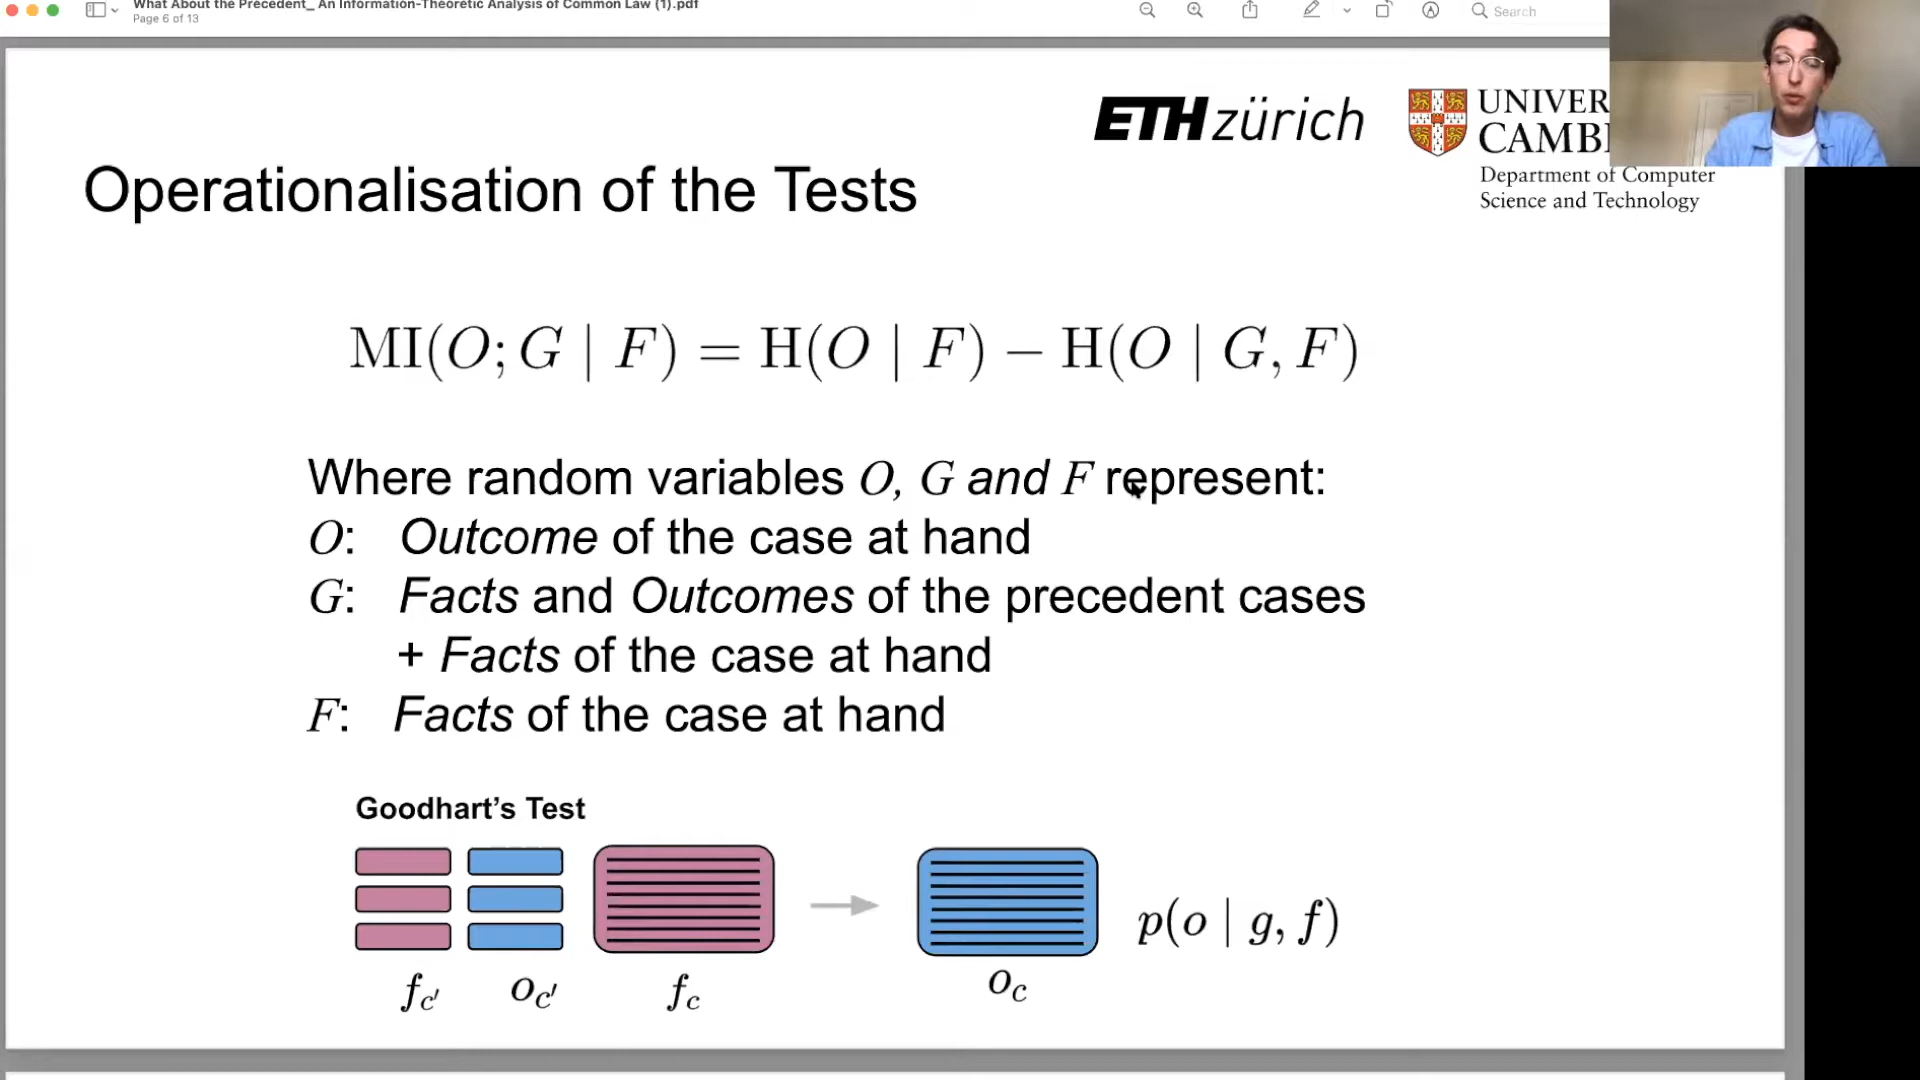 What About the Precedent_ An Information-Theoretic Analysis of Common Law (1).pdf
Page 6 of 13
Search
ETH zürich
UNIVER
CAMB
Department of Computer
Science and Technology
Operationalisation of the Tests
MI(O; G | F) = H(O | F) − H(O | G, F)
Where random variables O, G and F represent:
O: Outcome of the case at hand
G: Facts and Outcomes of the precedent cases
+ Facts of the case at hand
F: Facts of the case at hand
Goodhart's Test
p(o | g, f)
f_c' o_c' f_c o_c